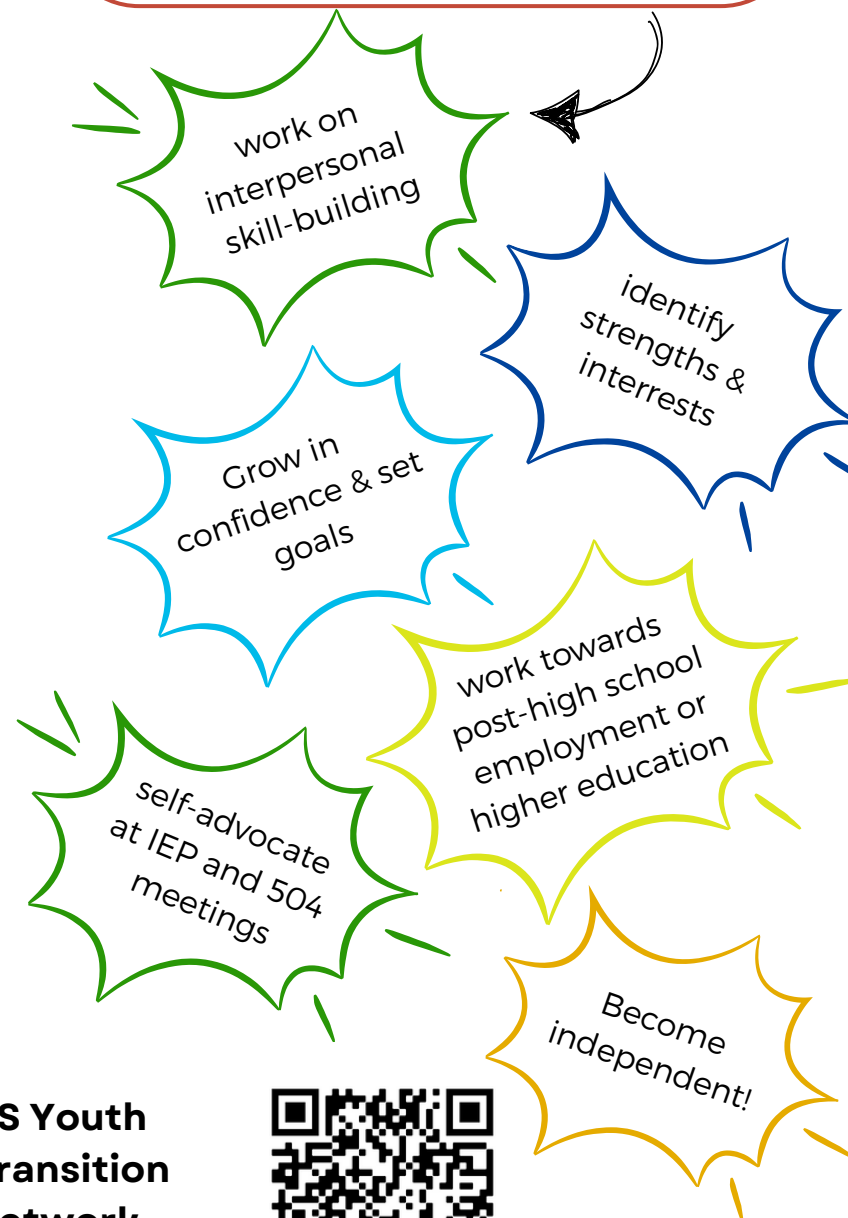 work on
interpersonal
skill-building
identify
strengths &
interrests
Grow in
confidence & set
goals
work towards
post-high school
employment or
higher education
self-advocate
at IEP and 504
meetings
Become
independent!
S Youth
ransition
etwork